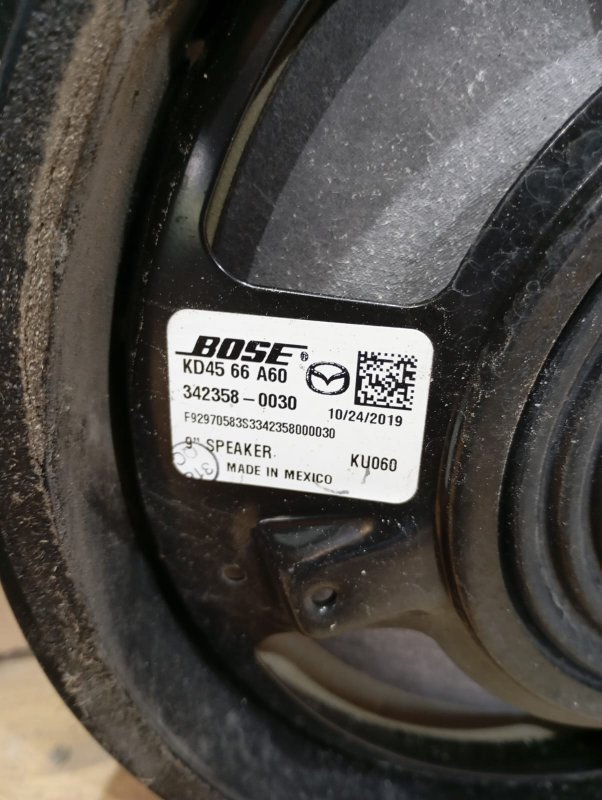 BOSE®
KD45 66 A60
342358-0030
10/24/2019
F92970583S3342358000030
9" SPEAKER
KU060
MADE IN MEXICO